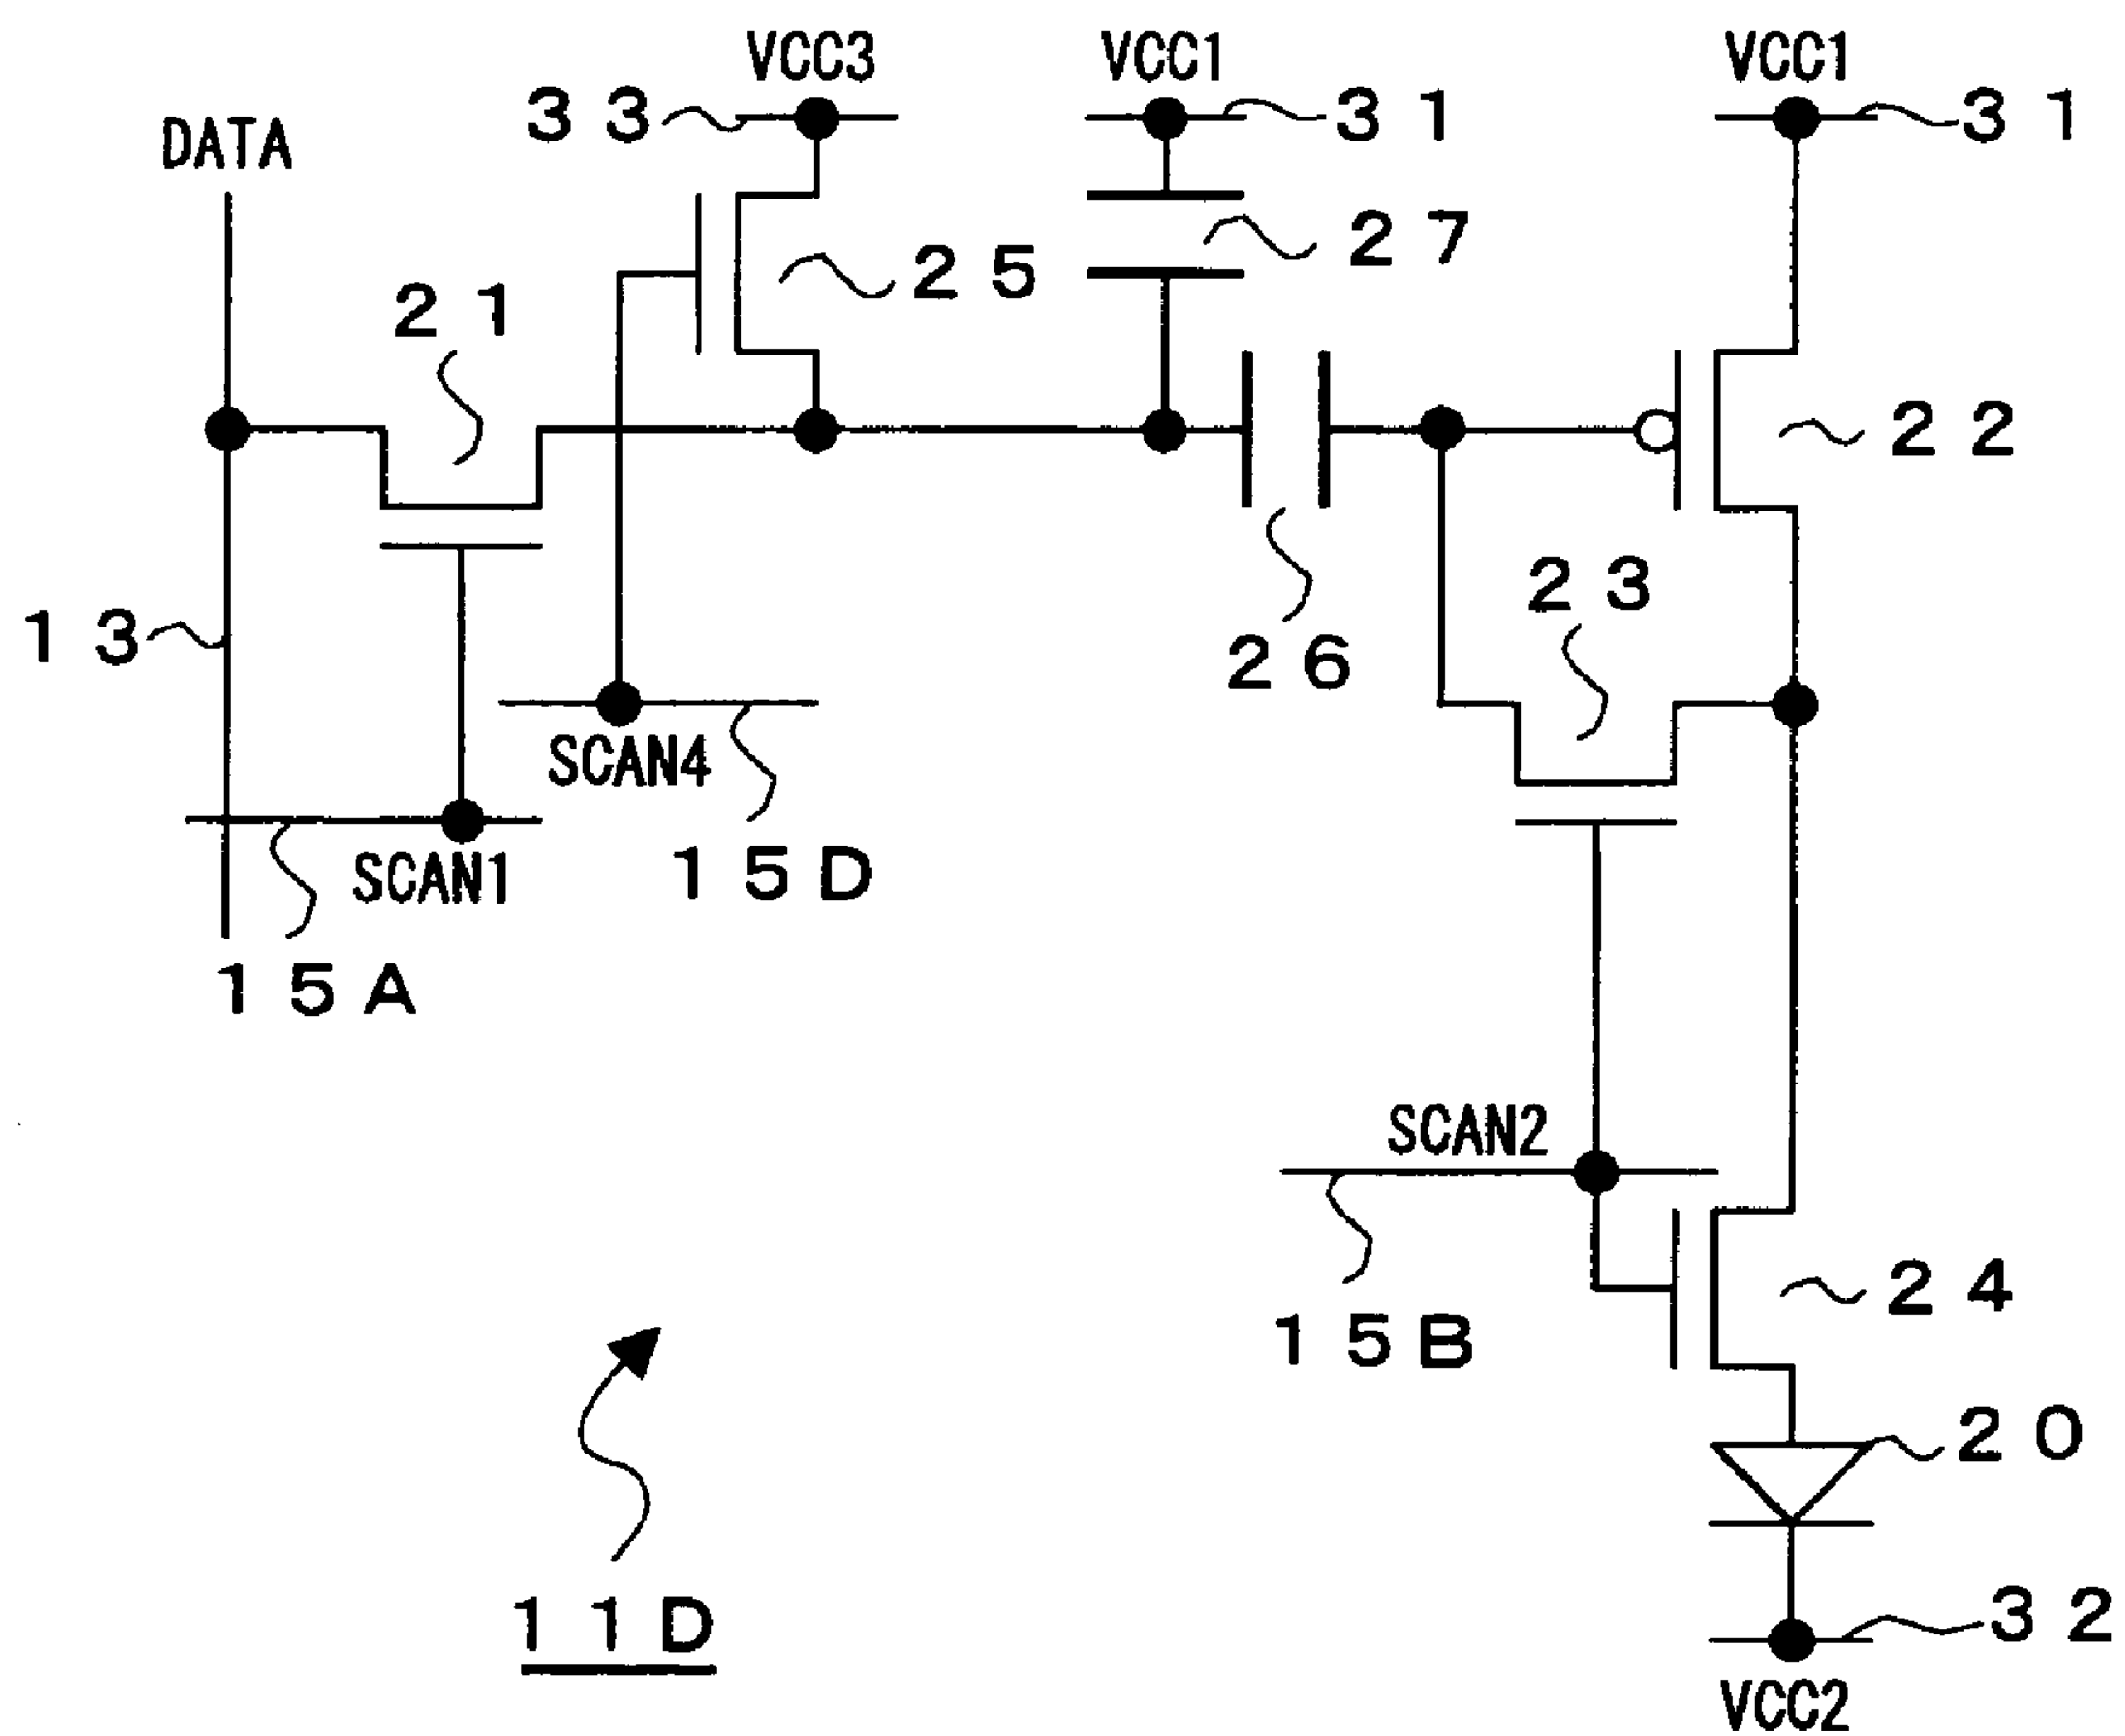 VCC3
VCC1
VCC1
33
31
31
DATA
27
25
21
22
23
13
26
SCAN4
15D
SCAN1
15A
SCAN2
15B
24
20
11D
32
VCC2